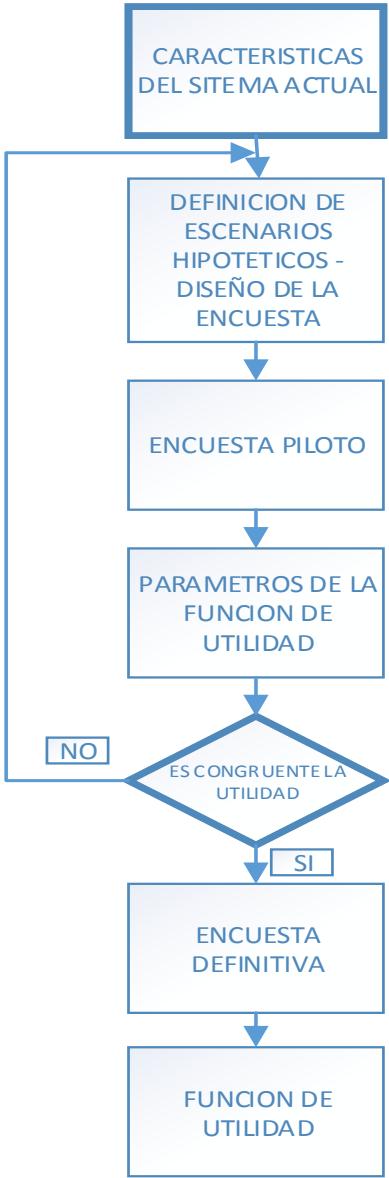 CARACTERISTICAS
DEL SITEMA ACTUAL
DEFINICION DE
ESCENARIOS
HIPOTETICOS -
DISEÑO DE LA
ENCUESTA
ENCUESTA PILOTO
PARAMETROS DE LA
FUNCION DE
UTILIDAD
ES CONGRUENTE LA
UTILIDAD
NO
SI
ENCUESTA
DEFINITIVA
FUNCION DE
UTILIDAD